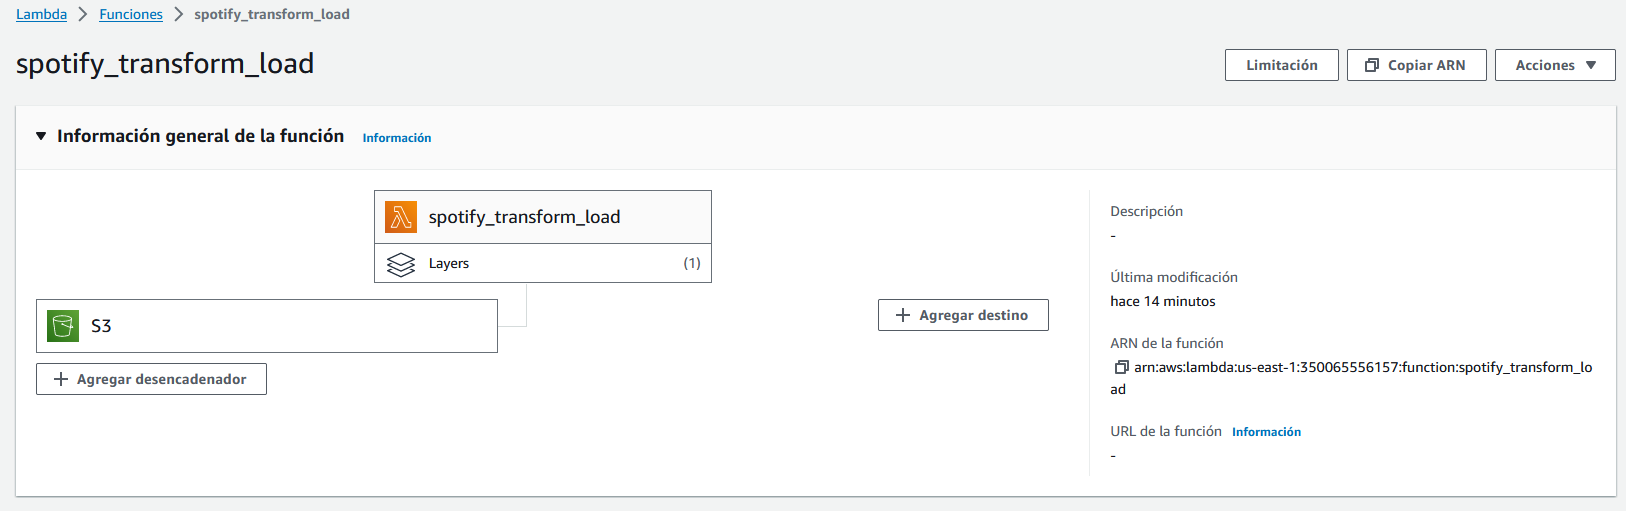 Lambda > Funciones > spotify_transform_load
spotify_transform_load
Limitación
Copiar ARN
Acciones
Información general de la función Información
spotify_transform_load
Layers (1)
S3
Agregar desencadenador
Agregar destino
Descripción
-
Última modificación
hace 14 minutos
ARN de la función
arn:aws:lambda:us-east-1:350065556157:function:spotify_transform_lo
ad
URL de la función Información
-